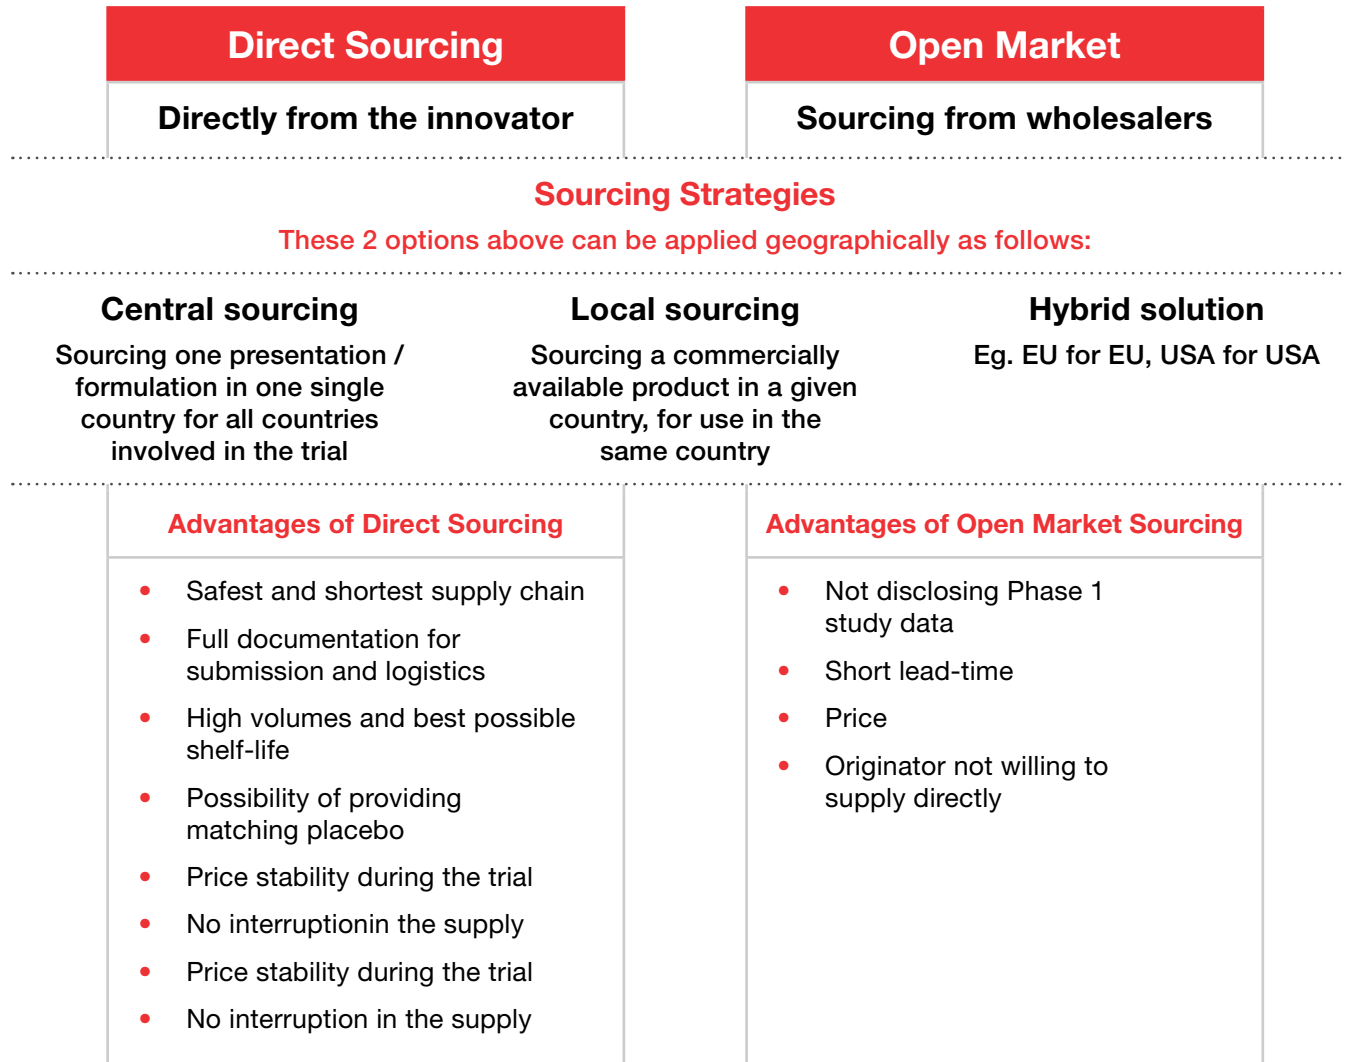 Direct Sourcing
Open Market
Directly from the innovator
Sourcing from wholesalers
Sourcing Strategies
These 2 options above can be applied geographically as follows:
Central sourcing
Sourcing one presentation /
formulation in one single
country for all countries
involved in the trial
Local sourcing
Sourcing a commercially
available product in a given
country, for use in the
same country
Hybrid solution
Eg. EU for EU, USA for USA
Advantages of Direct Sourcing
• Safest and shortest supply chain
• Full documentation for
submission and logistics
• High volumes and best possible
shelf-life
• Possibility of providing
matching placebo
• Price stability during the trial
• No interruptionin the supply
• Price stability during the trial
• No interruption in the supply
Advantages of Open Market Sourcing
• Not disclosing Phase 1
study data
• Short lead-time
• Price
• Originator not willing to
supply directly